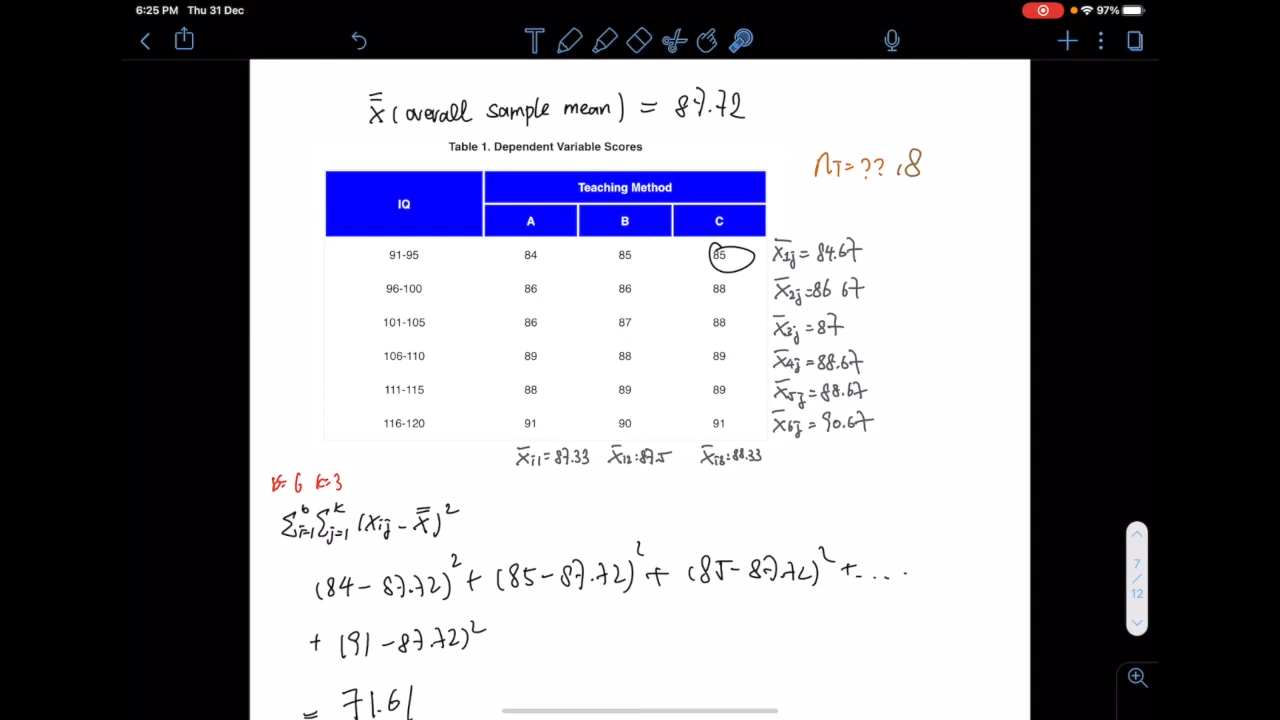 6:25 PM Thu 31 Dec
97%
x̿ (overall sample mean) = 87.72
Table 1. Dependent Variable Scores
nT = ?? 18
IQ Teaching Method
A B C
91-95 84 85 85 x̄1j = 84.67
96-100 86 86 88 x̄2j = 86 67
101-105 86 87 88 x̄3j = 87
106-110 89 88 89 x̄4j = 88.67
111-115 88 89 89 x̄5j = 88.67
116-120 91 90 91 x̄6j = 90.67
x̄i1 = 87.33 x̄i2 = 87.5 x̄i3 = 88.33
b=6 k=3
Σᵇi=1 Σᵏj=1 (xij - x̿)²
(84 - 87.72)² + (85 - 87.72)² + (85 - 87.72)² + ....
+ (91 - 87.72)²
= 71.61
7
/
12